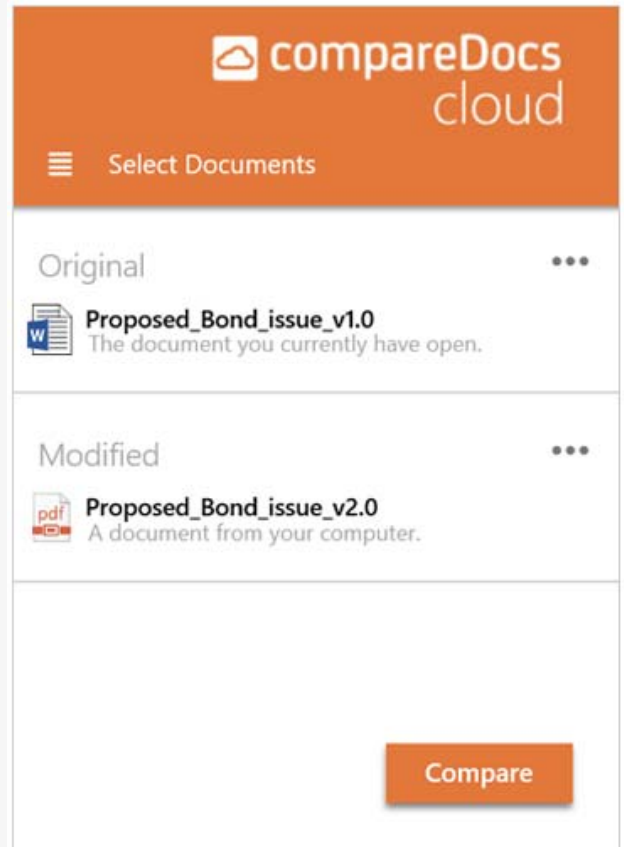 compareDocs
cloud
Select Documents
Original
W
Proposed_Bond_issue_v1.0
The document you currently have open.
Modified
pdf
Proposed_Bond_issue_v2.0
A document from your computer.
Compare